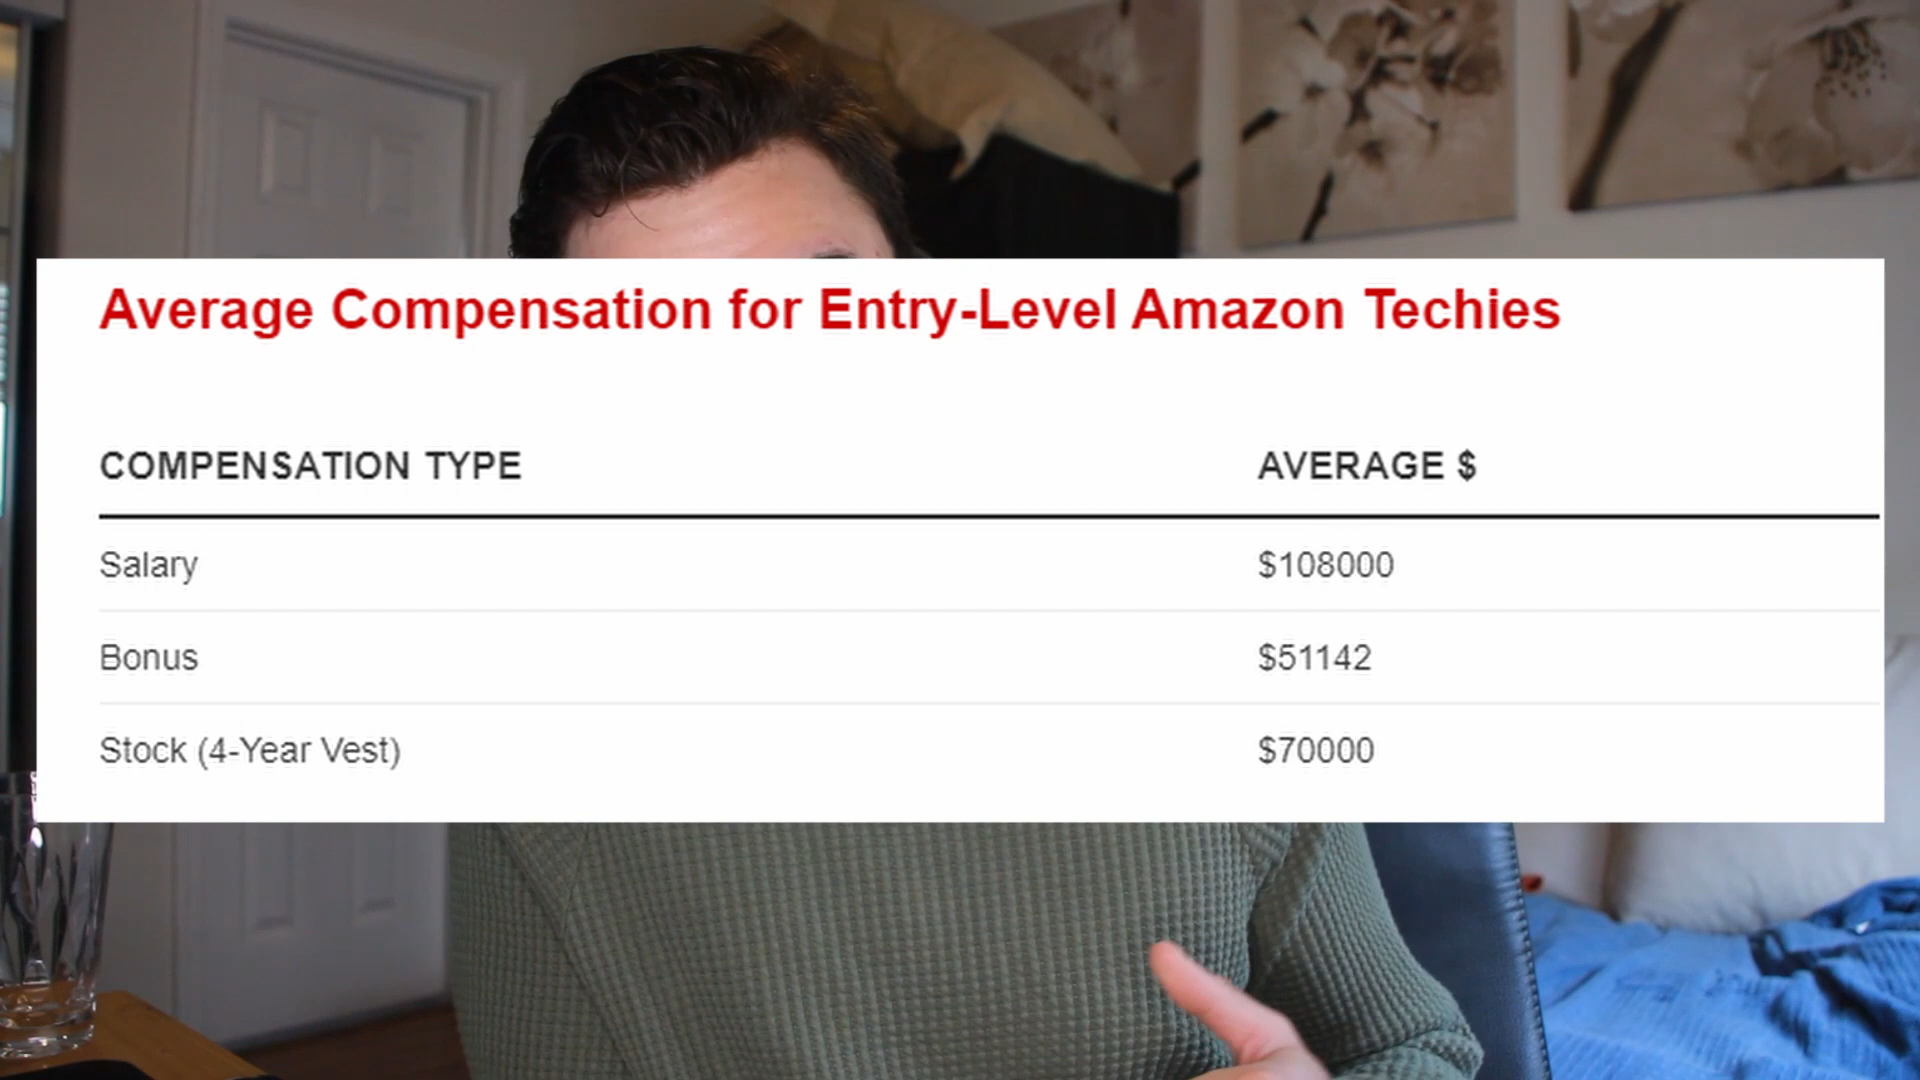 Average Compensation for Entry-Level Amazon Techies
COMPENSATION TYPE AVERAGE $
Salary $108000
Bonus $51142
Stock (4-Year Vest) $70000